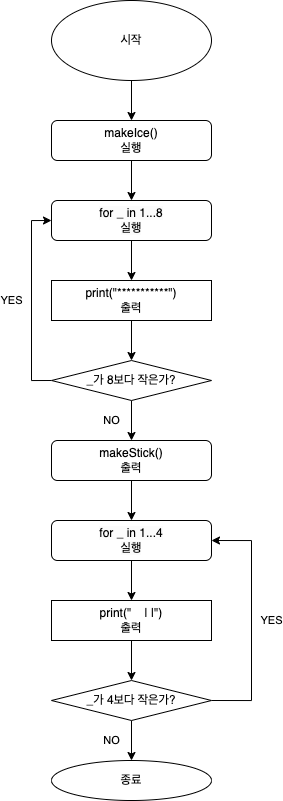 시작
makeIce()
실행
for _ in 1...8
실행
YES
print("***********")
출력
_가 8보다 작은가?
NO
makeStick()
출력
for _ in 1...4
실행
print("    | |")
출력
YES
_가 4보다 작은가?
NO
종료